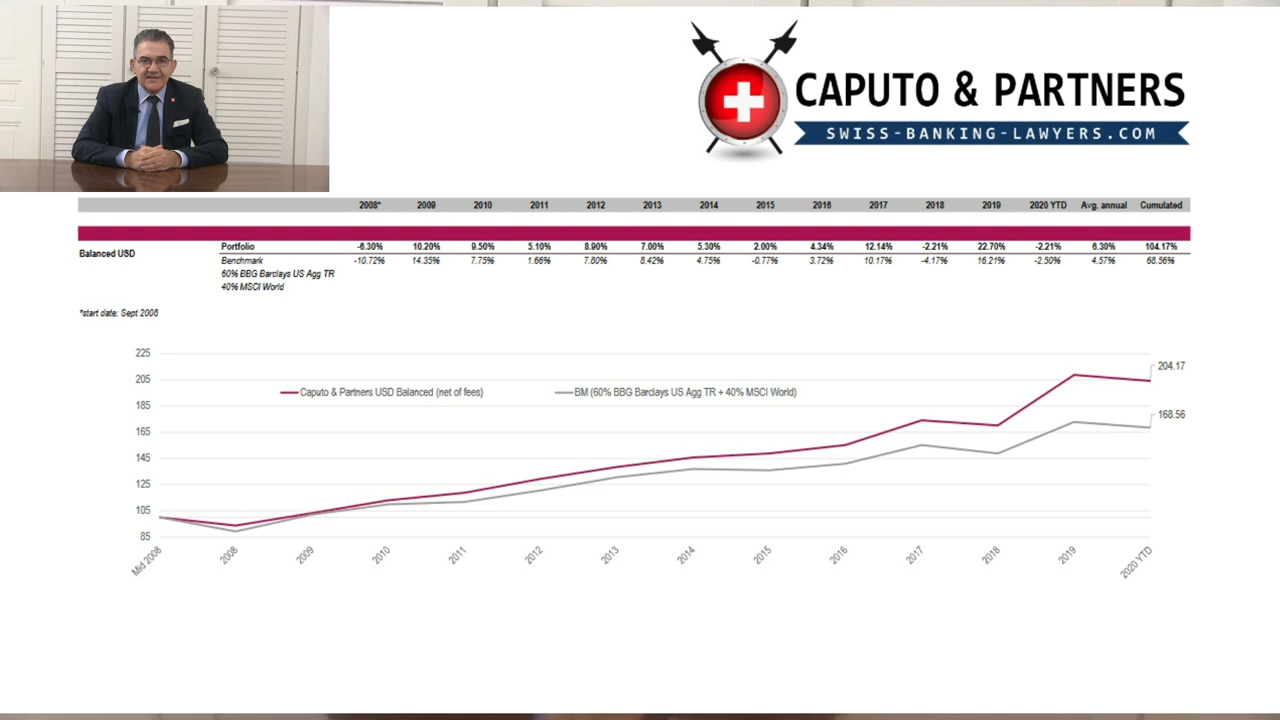 CAPUTO & PARTNERS
SWISS-BANKING-LAWYERS.COM
2008* 2009 2010 2011 2012 2013 2014 2015 2016 2017 2018 2019 2020 YTD Avg. annual Cumulated
Balanced USD
Portfolio -6.30% 10.20% 9.50% 5.10% 8.90% 7.00% 5.30% 2.00% 4.34% 12.14% -2.21% 22.70% -2.21% 6.30% 104.17%
Benchmark -10.72% 14.35% 7.75% 1.66% 7.80% 8.42% 4.75% -0.77% 3.72% 10.17% -4.17% 16.21% -2.50% 4.57% 68.56%
60% BBG Barclays US Agg TR
40% MSCI World
*start date: Sept 2008
225
205
185
165
145
125
105
85
Caputo & Partners USD Balanced (net of fees)
BM (60% BBG Barclays US Agg TR + 40% MSCI World)
204.17
168.56
Mid 2008 2008 2009 2010 2011 2012 2013 2014 2015 2016 2017 2018 2019 2020 YTD